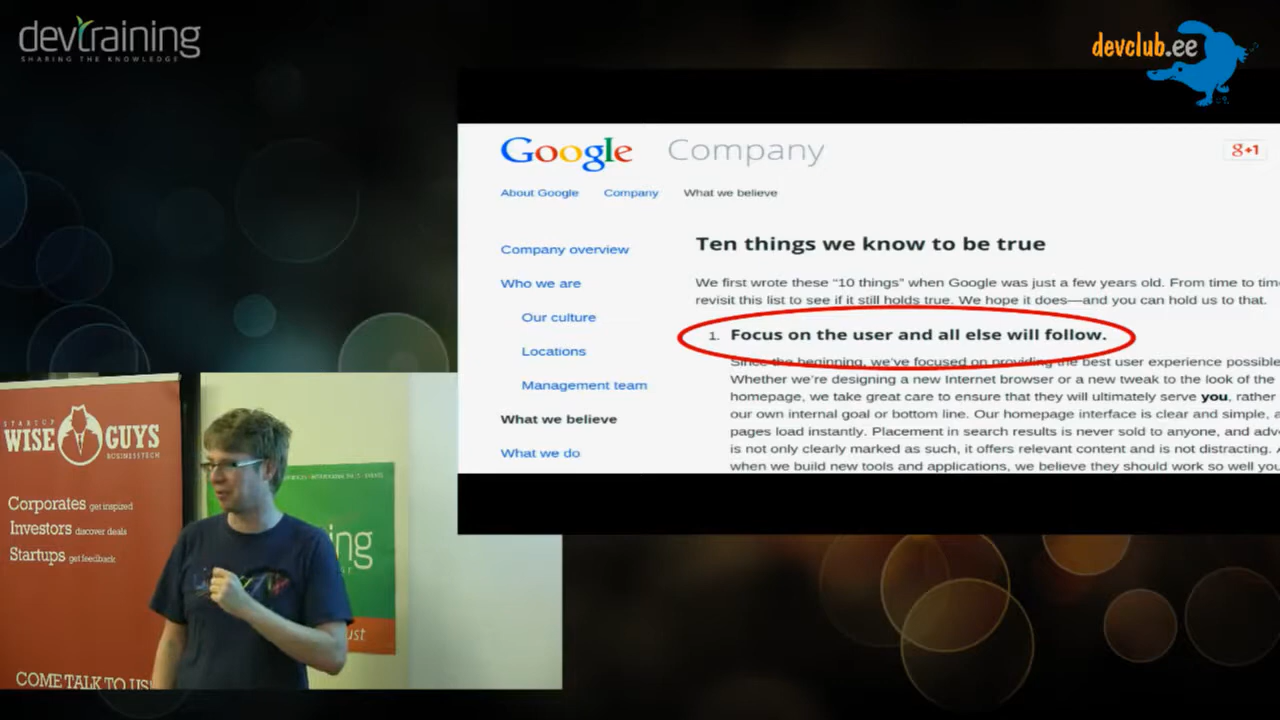 devtraining
SHARING THE KNOWLEDGE
devclub.ee
Google Company
g+1
About Google Company What we believe
Company overview
Who we are
Our culture
Locations
Management team
What we believe
What we do
Ten things we know to be true
We first wrote these “10 things” when Google was just a few years old. From time to tim
revisit this list to see if it still holds true. We hope it does—and you can hold us to that.
1. Focus on the user and all else will follow.
Since the beginning, we’ve focused on providing the best user experience possible
Whether we’re designing a new Internet browser or a new tweak to the look of the
homepage, we take great care to ensure that they will ultimately serve you, rather
our own internal goal or bottom line. Our homepage interface is clear and simple, a
pages load instantly. Placement in search results is never sold to anyone, and adv
is not only clearly marked as such, it offers relevant content and is not distracting. A
when we build new tools and applications, we believe they should work so well you
STARTUP
WISE GUYS
BUSINESSTECH
Corporates get inspired
Investors discover deals
Startups get feedback
COME TALK TO US!
ing
ust